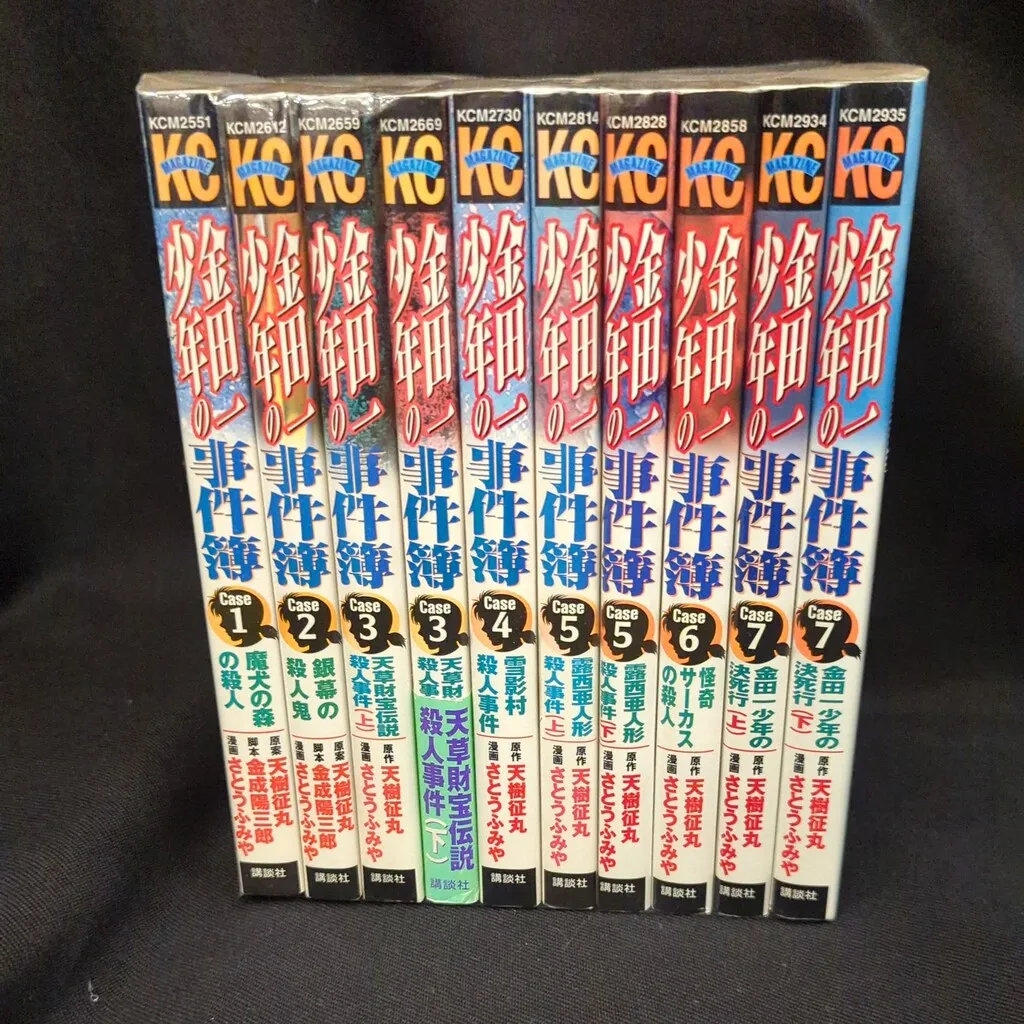 KCM2551
KC
MAGAZINE
金田一
少年の
事件簿
Case
1
魔犬の森
の殺人
原案 天樹征丸
脚本 金成陽三郎
漫画 さとうふみや
講談社
KCM2612
KC
MAGAZINE
金田一
少年の
事件簿
Case
2
銀幕の
殺人鬼
原案 天樹征丸
脚本 金成陽三郎
漫画 さとうふみや
講談社
KCM2659
KC
MAGAZINE
金田一
少年の
事件簿
Case
3
天草財宝伝説
殺人事件(上)
原作 天樹征丸
漫画 さとうふみや
講談社
KCM2669
KC
MAGAZINE
金田一
少年の
事件簿
Case
3
天草財
殺人事
天草財宝伝説
殺人事件(下)
講談社
KCM2730
KC
MAGAZINE
金田一
少年の
事件簿
Case
4
雪影村
殺人事件
原作 天樹征丸
漫画 さとうふみや
講談社
KCM2814
KC
MAGAZINE
金田一
少年の
事件簿
Case
5
露西亜人形
殺人事件(上)
原作 天樹征丸
漫画 さとうふみや
講談社
KCM2828
KC
MAGAZINE
金田一
少年の
事件簿
Case
5
露西亜人形
殺人事件(下)
原作 天樹征丸
漫画 さとうふみや
講談社
KCM2858
KC
MAGAZINE
金田一
少年の
事件簿
Case
6
怪奇
サーカス
の殺人
原作 天樹征丸
漫画 さとうふみや
講談社
KCM2934
KC
MAGAZINE
金田一
少年の
事件簿
Case
7
金田一少年の
決死行(上)
原作 天樹征丸
漫画 さとうふみや
講談社
KCM2935
KC
MAGAZINE
金田一
少年の
事件簿
Case
7
金田一少年の
決死行(下)
原作 天樹征丸
漫画 さとうふみや
講談社